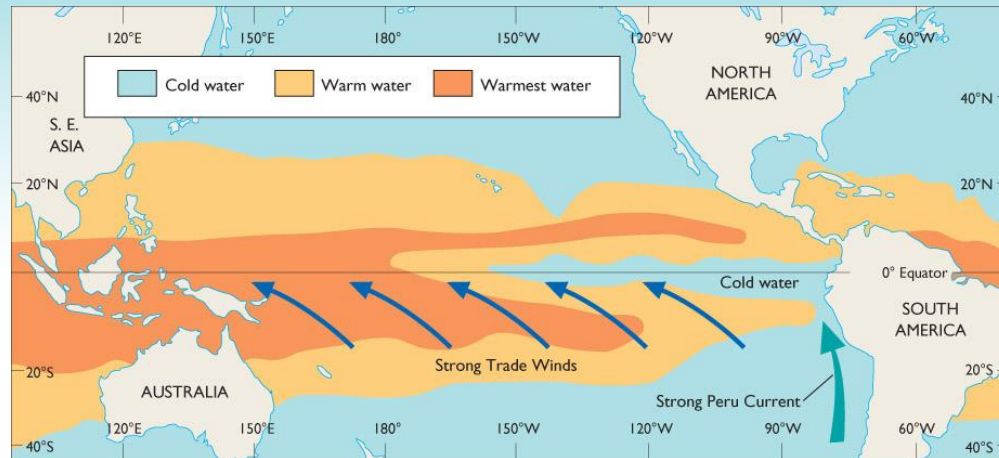 120°E 150°E 180° 150°W 120°W 90°W 60°W
Cold water Warm water Warmest water
NORTH
AMERICA
40°N 40°N
S. E.
ASIA
20°N 20°N
0° Equator
Cold water
SOUTH
AMERICA
Strong Trade Winds
20°S 20°S
AUSTRALIA
Strong Peru Current
120°E 150°E 180° 150°W 120°W 90°W 60°W
40°S 40°S